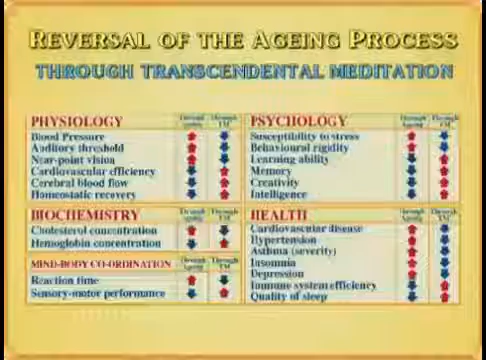 REVERSAL OF THE AGEING PROCESS
THROUGH TRANSCENDENTAL MEDITATION
PHYSIOLOGY Through Ageing Through TM
Blood Pressure
Auditory threshold
Near-point vision
Cardiovascular efficiency
Cerebral blood flow
Homeostatic recovery
BIOCHEMISTRY Through Ageing Through TM
Cholesterol concentration
Hemoglobin concentration
MIND-BODY CO-ORDINATION Through Ageing Through TM
Reaction time
Sensory-motor performance
PSYCHOLOGY Through Ageing Through TM
Susceptibility to stress
Behavioural rigidity
Learning ability
Memory
Creativity
Intelligence
HEALTH Through Ageing Through TM
Cardiovascular disease
Hypertension
Asthma (severity)
Insomnia
Depression
Immune system efficiency
Quality of sleep